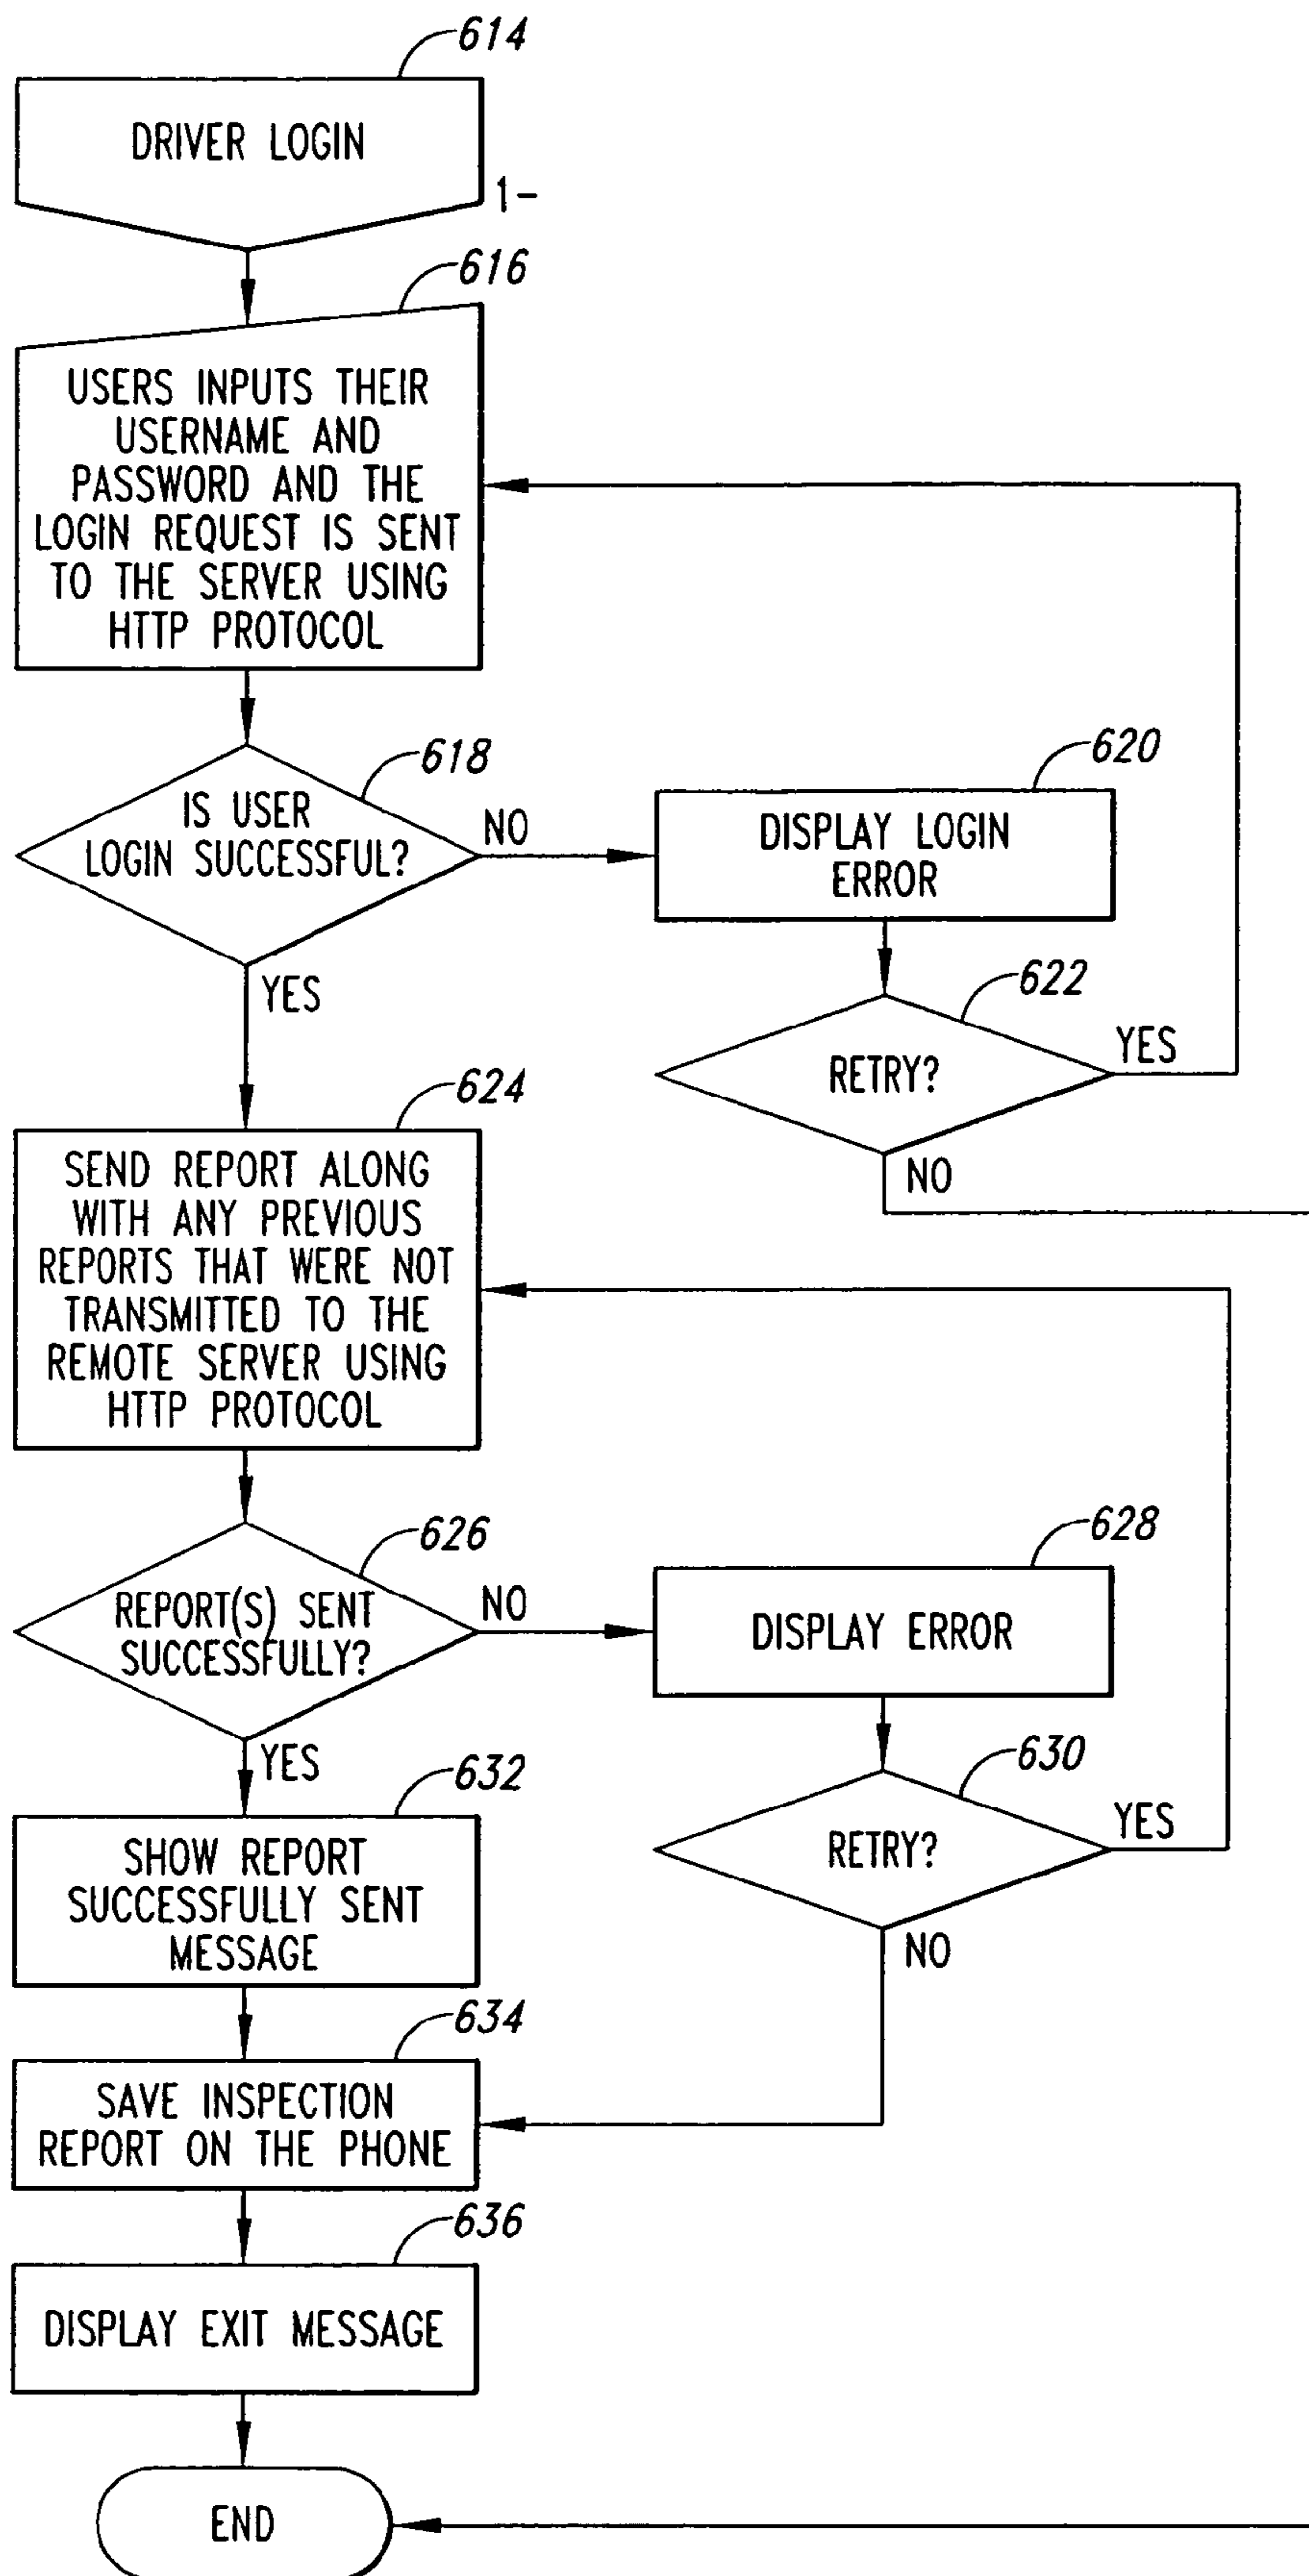 614
DRIVER LOGIN
1-
616
USERS INPUTS THEIR
USERNAME AND
PASSWORD AND THE
LOGIN REQUEST IS SENT
TO THE SERVER USING
HTTP PROTOCOL
618
IS USER
LOGIN SUCCESSFUL?
NO
620
DISPLAY LOGIN
ERROR
YES
622
RETRY?
YES
NO
624
SEND REPORT ALONG
WITH ANY PREVIOUS
REPORTS THAT WERE NOT
TRANSMITTED TO THE
REMOTE SERVER USING
HTTP PROTOCOL
626
REPORT(S) SENT
SUCCESSFULLY?
NO
628
DISPLAY ERROR
YES
630
RETRY?
YES
NO
632
SHOW REPORT
SUCCESSFULLY SENT
MESSAGE
634
SAVE INSPECTION
REPORT ON THE PHONE
636
DISPLAY EXIT MESSAGE
END